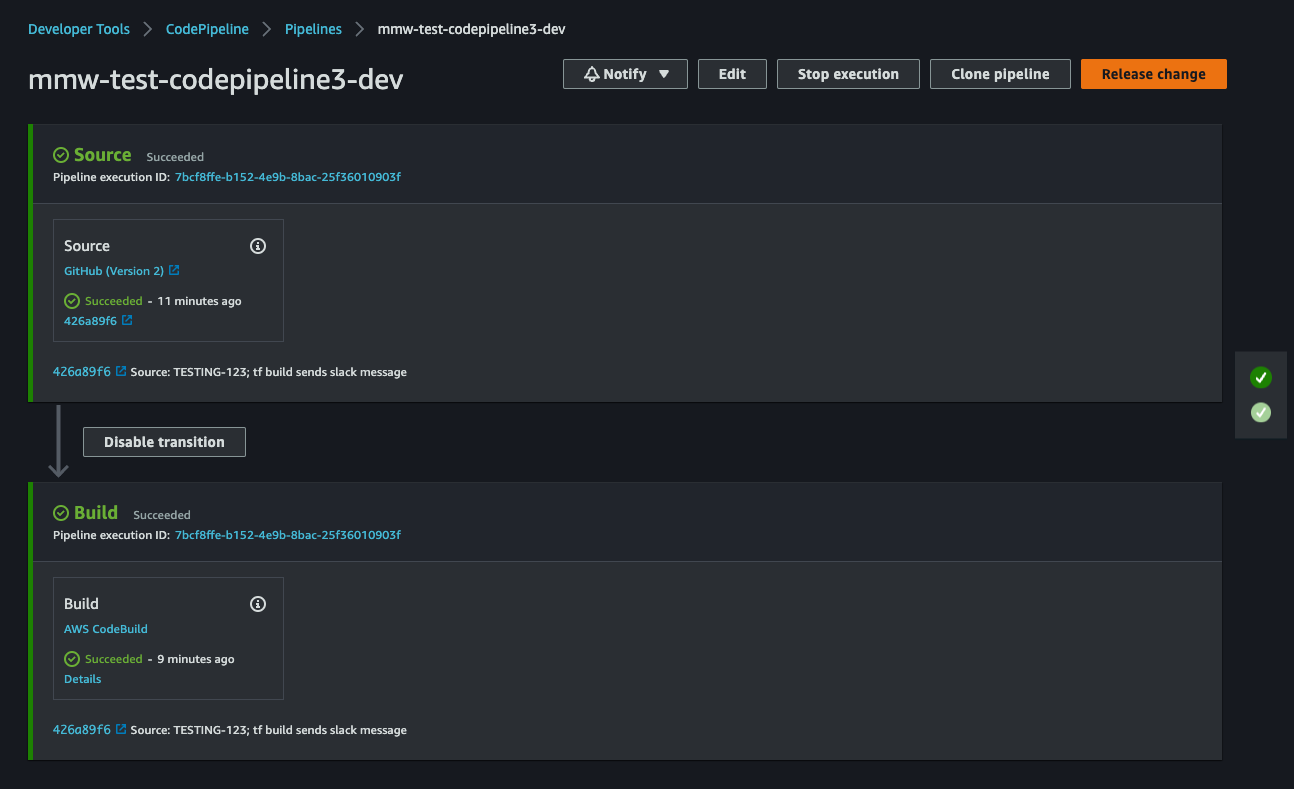 Developer Tools > CodePipeline > Pipelines > mmw-test-codepipeline3-dev
mmw-test-codepipeline3-dev
Notify ▼ Edit Stop execution Clone pipeline Release change
Source Succeeded
Pipeline execution ID: 7bcf8ffe-b152-4e9b-8bac-25f36010903f
Source
GitHub (Version 2)
Succeeded - 11 minutes ago
426a89f6
426a89f6 Source: TESTING-123; tf build sends slack message
Disable transition
Build Succeeded
Pipeline execution ID: 7bcf8ffe-b152-4e9b-8bac-25f36010903f
Build
AWS CodeBuild
Succeeded - 9 minutes ago
Details
426a89f6 Source: TESTING-123; tf build sends slack message